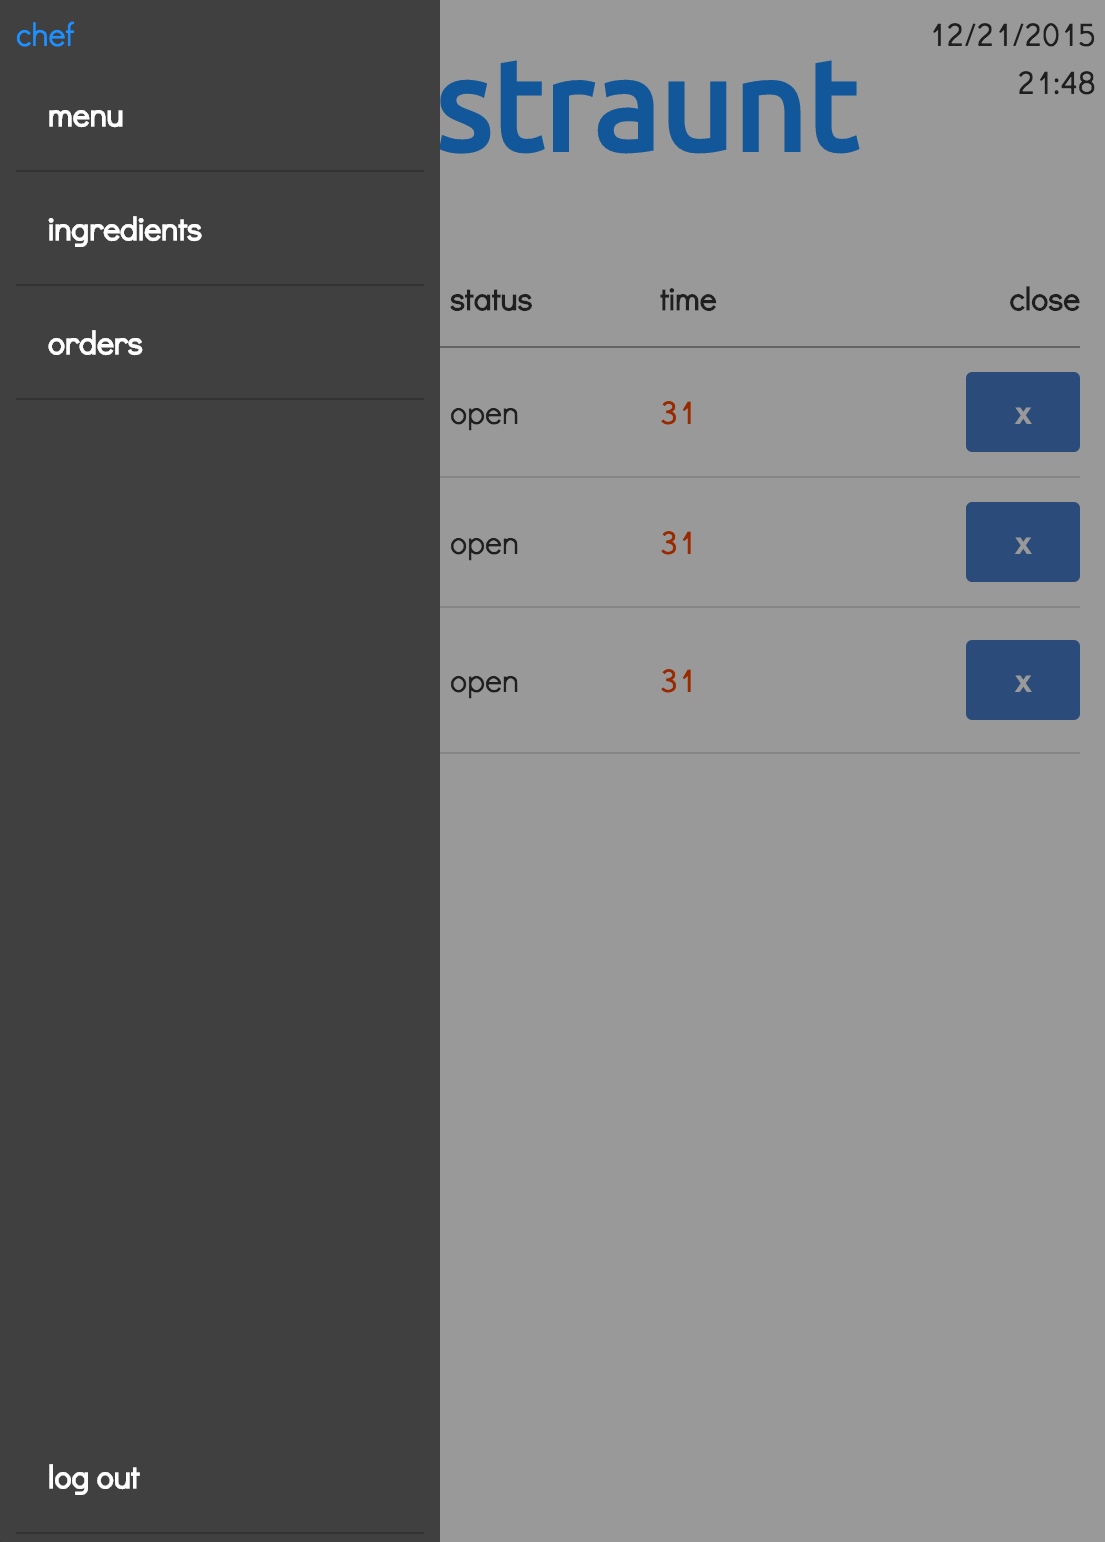 chef
menu
ingredients
orders
log out
12/21/2015
21:48
straunt
status time close
open 31 x
open 31 x
open 31 x